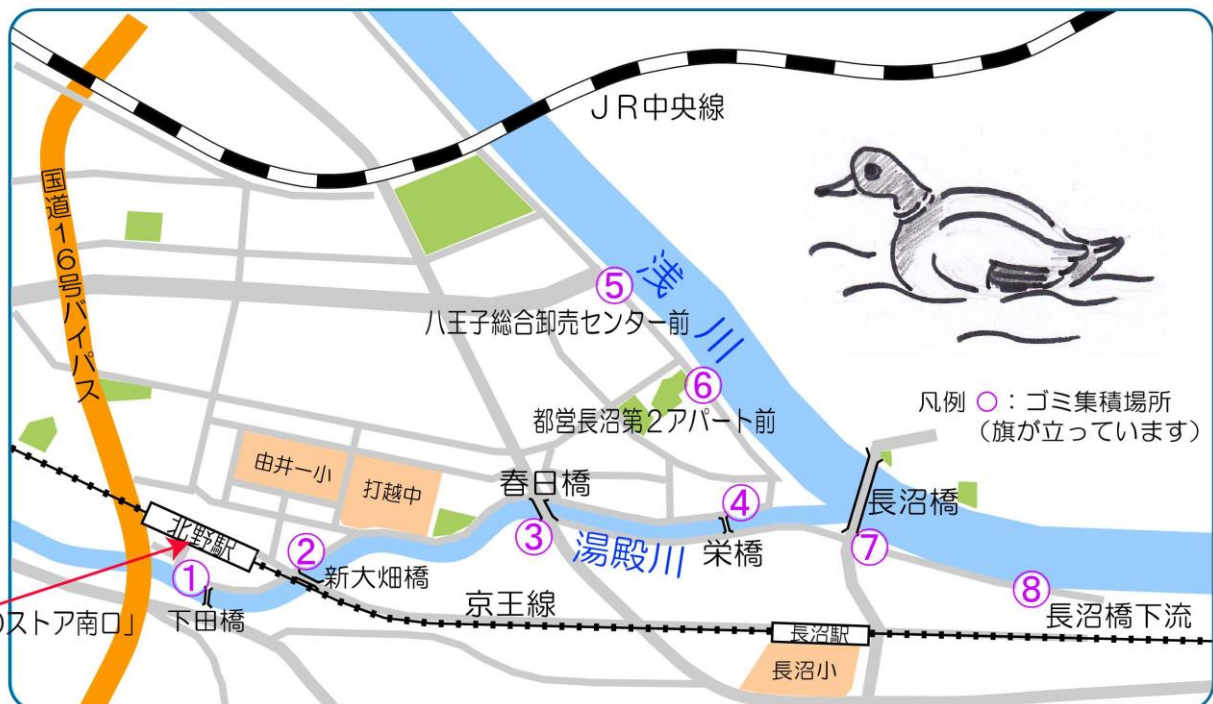 JR中央線
国道16号バイパス
浅川
⑤
八王子総合卸売センター前
⑥
都営長沼第2アパート前
凡例 ○：ゴミ集積場所
（旗が立っています）
由井一小
打越中
春日橋
③
④
栄橋
長沼橋
⑦
湯殿川
北野駅
①
下田橋
②
新大畑橋
⑧
長沼橋下流
京王線
長沼駅
長沼小
ストア南口」